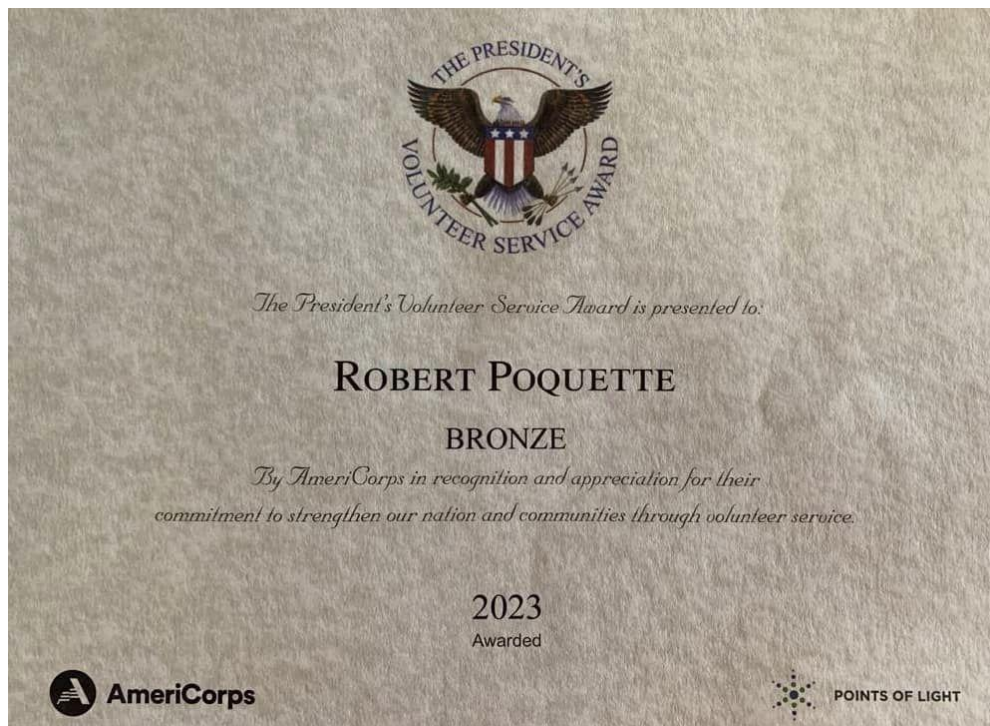 THE PRESIDENT'S
VOLUNTEER SERVICE AWARD
The President's Volunteer Service Award is presented to:
ROBERT POQUETTE
BRONZE
By AmeriCorps in recognition and appreciation for their
commitment to strengthen our nation and communities through volunteer service.
2023
Awarded
AmeriCorps
POINTS OF LIGHT